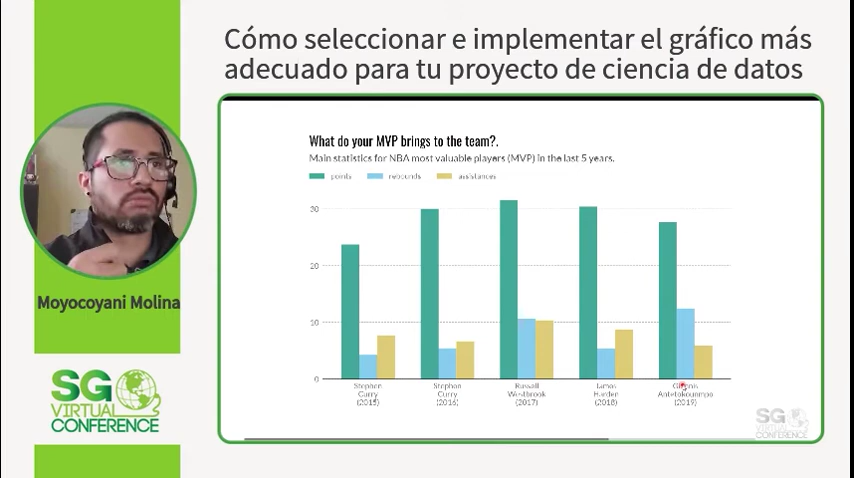 Cómo seleccionar e implementar el gráfico más
adecuado para tu proyecto de ciencia de datos
What do your MVP brings to the team?.
Main statistics for NBA most valuable players (MVP) in the last 5 years.
points rebounds assistances
30
20
10
0
Stephen
Curry
(2015)
Stephen
Curry
(2016)
Russell
Westbrook
(2017)
James
Harden
(2018)
Giannis
Antetokounmpo
(2019)
SG
VIRTUAL
CONFERENCE
Moyocoyani Molina
SG
VIRTUAL
CONFERENCE